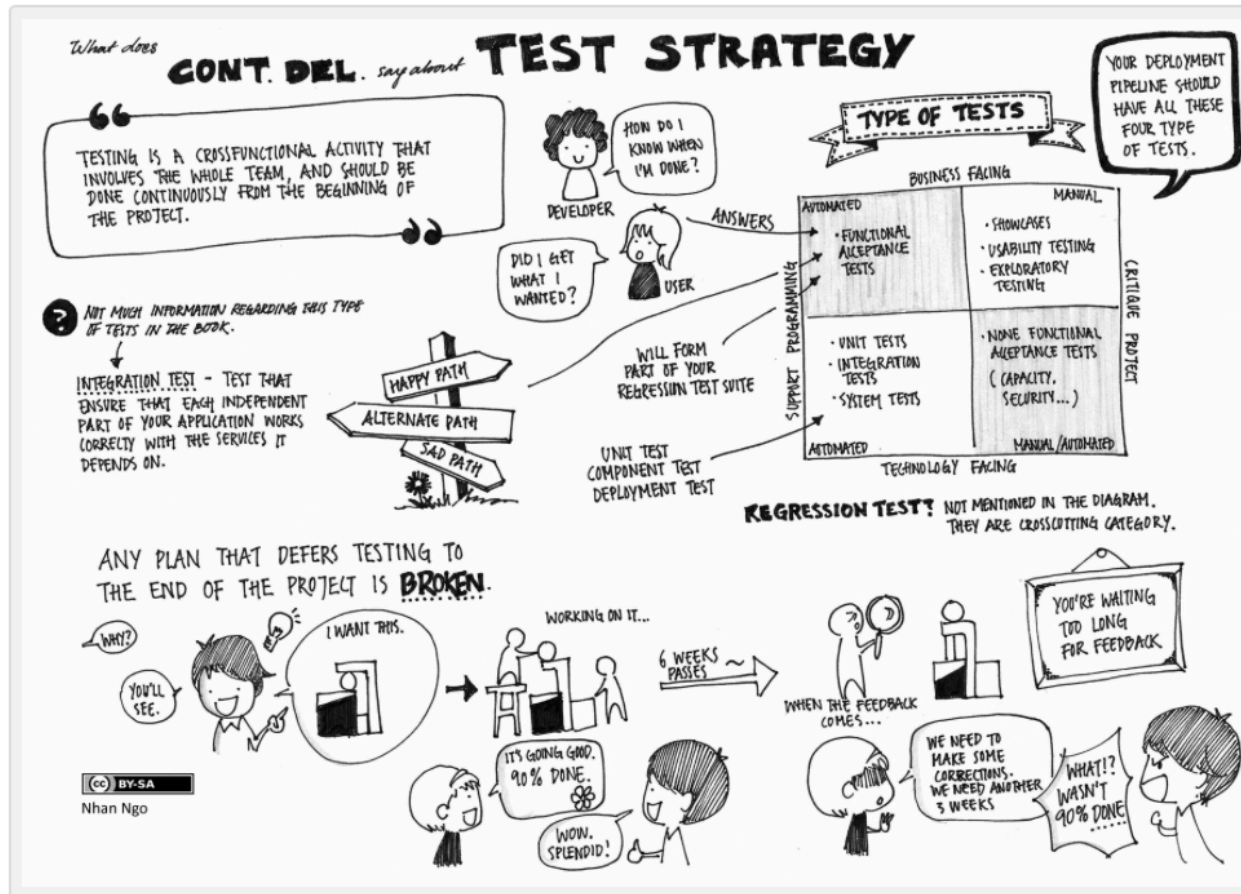 What does
CONT. DEL. say about TEST STRATEGY
TESTING IS A CROSSFUNCTIONAL ACTIVITY THAT
INVOLVES THE WHOLE TEAM, AND SHOULD BE
DONE CONTINUOUSLY FROM THE BEGINNING OF
THE PROJECT.
HOW DO I
KNOW WHEN
I'M DONE?
DEVELOPER
DID I GET
WHAT I
WANTED?
USER
ANSWERS
TYPE OF TESTS
YOUR DEPLOYMENT
PIPELINE SHOULD
HAVE ALL THESE
FOUR TYPE
OF TESTS.
BUSINESS FACING
AUTOMATED
• FUNCTIONAL
ACCEPTANCE
TESTS
MANUAL
• SHOWCASES
• USABILITY TESTING
• EXPLORATORY
TESTING
SUPPORT PROGRAMMING
CRITIQUE PROJECT
• UNIT TESTS
• INTEGRATION
TESTS
• SYSTEM TESTS
AUTOMATED
• NONE FUNCTIONAL
ACCEPTANCE TESTS
(CAPACITY,
SECURITY...)
MANUAL/AUTOMATED
TECHNOLOGY FACING
? NOT MUCH INFORMATION REGARDING THIS TYPE
OF TESTS IN THE BOOK.
INTEGRATION TEST - TEST THAT
ENSURE THAT EACH INDEPENDENT
PART OF YOUR APPLICATION WORKS
CORRECTLY WITH THE SERVICES IT
DEPENDS ON.
HAPPY PATH
ALTERNATE PATH
SAD PATH
WILL FORM
PART OF YOUR
REGRESSION TEST SUITE
UNIT TEST
COMPONENT TEST
DEPLOYMENT TEST
REGRESSION TEST? NOT MENTIONED IN THE DIAGRAM.
THEY ARE CROSSCUTTING CATEGORY.
ANY PLAN THAT DEFERS TESTING TO
THE END OF THE PROJECT IS BROKEN.
WHY?
YOU'LL
SEE.
I WANT THIS.
WORKING ON IT...
IT'S GOING GOOD.
90% DONE.
WOW.
SPLENDID!
6 WEEKS
PASSES
WHEN THE FEEDBACK
COMES...
YOU'RE WAITING
TOO LONG
FOR FEEDBACK
WE NEED TO
MAKE SOME
CORRECTIONS.
WE NEED ANOTHER
3 WEEKS
WHAT!?
WASN'T
90% DONE
cc BY-SA
Nhan Ngo